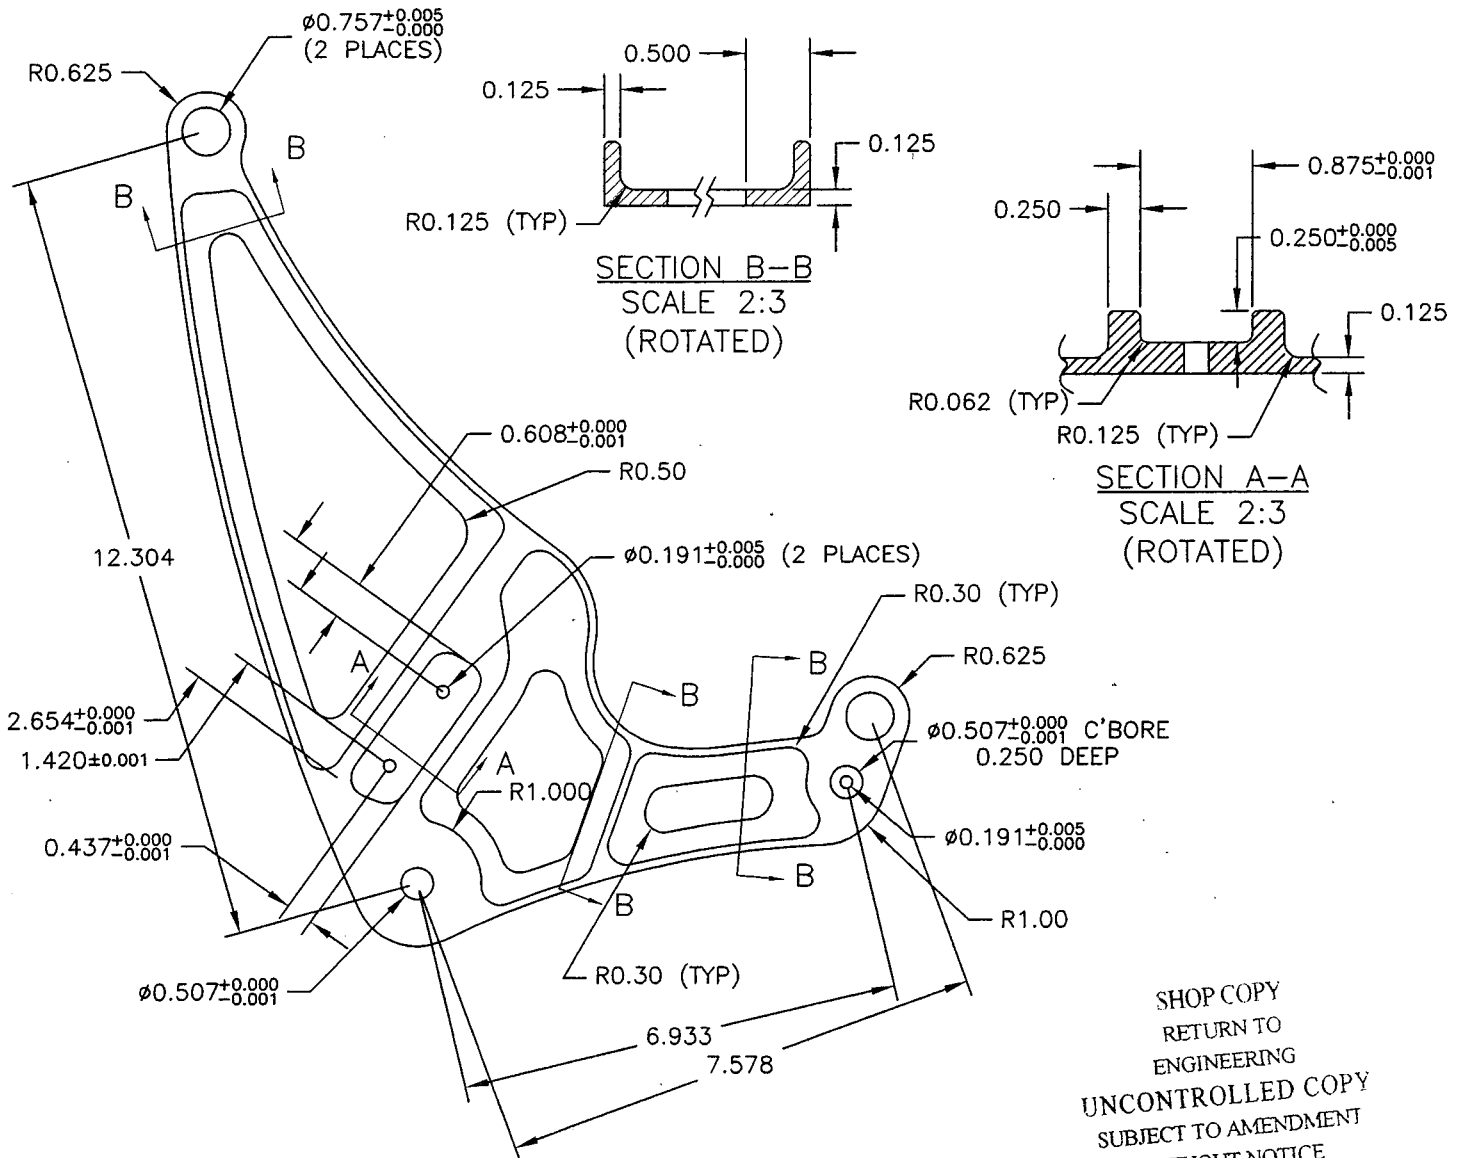 ø0.757+0.005 -0.000
(2 PLACES)
R0.625
0.500
0.125
0.125
R0.125 (TYP)
SECTION B-B
SCALE 2:3
(ROTATED)
0.875+0.000 -0.001
0.250
0.250+0.000 -0.005
0.125
R0.062 (TYP)
R0.125 (TYP)
SECTION A-A
SCALE 2:3
(ROTATED)
B
B
0.608+0.000 -0.001
R0.50
12.304
ø0.191+0.005 -0.000 (2 PLACES)
R0.30 (TYP)
A
B
B
R0.625
2.654+0.000 -0.001
1.420±0.001
ø0.507+0.000 -0.001 C'BORE
0.250 DEEP
A
R1.000
0.437+0.000 -0.001
ø0.191+0.005 -0.000
B
B
R1.00
R0.30 (TYP)
ø0.507+0.000 -0.001
6.933
7.578
SHOP COPY
RETURN TO
ENGINEERING
UNCONTROLLED COPY
SUBJECT TO AMENDMENT
NOTICE